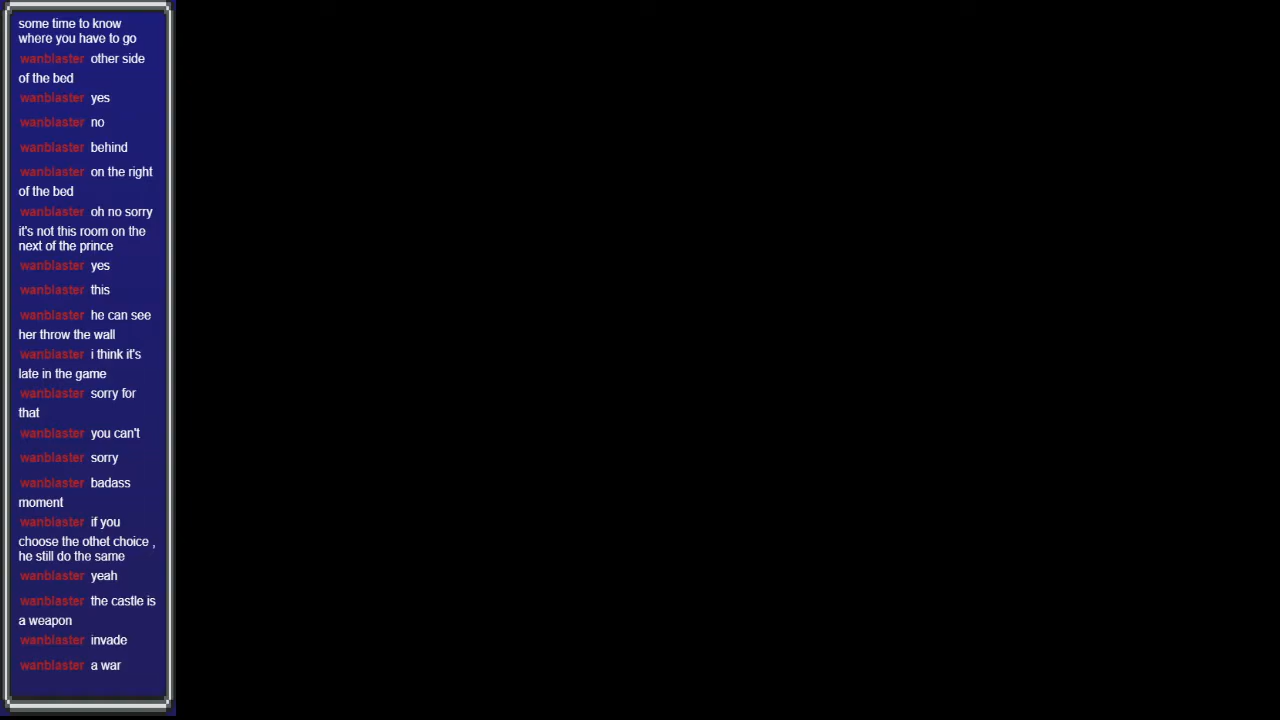 some time to know
where you have to go
wanblaster other side
of the bed
wanblaster yes
wanblaster no
wanblaster behind
wanblaster on the right
of the bed
wanblaster oh no sorry
it's not this room on the
next of the prince
wanblaster yes
wanblaster this
wanblaster he can see
her throw the wall
wanblaster i think it's
late in the game
wanblaster sorry for
that
wanblaster you can't
wanblaster sorry
wanblaster badass
moment
wanblaster if you
choose the othet choice ,
he still do the same
wanblaster yeah
wanblaster the castle is
a weapon
wanblaster invade
wanblaster a war